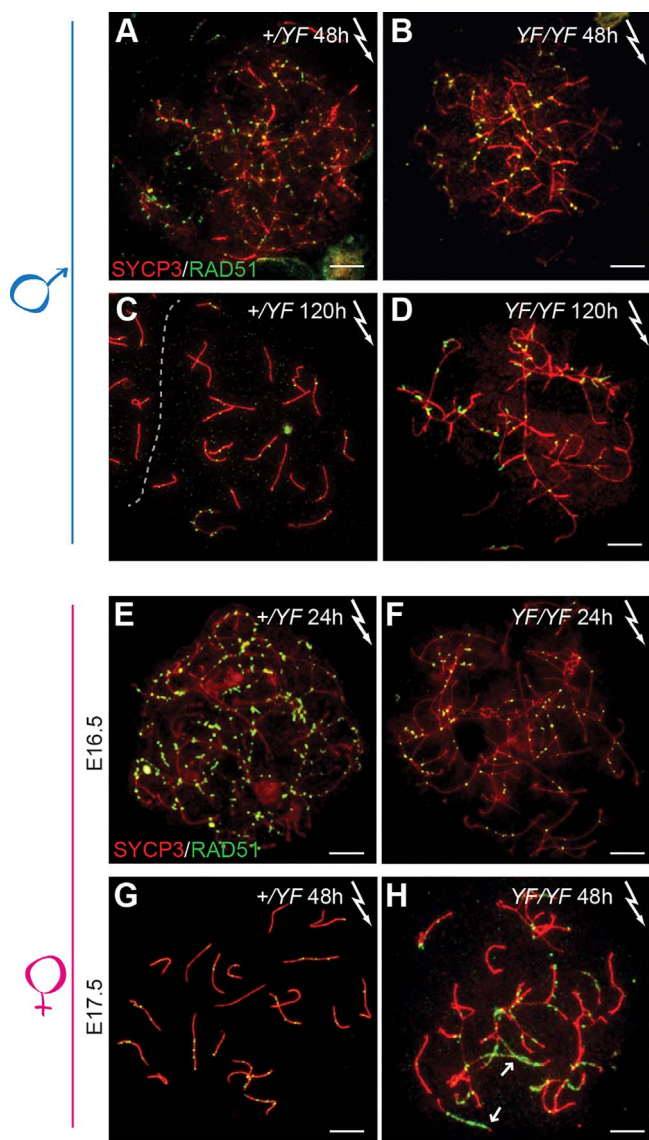 A
+/YF 48h
B
YF/YF 48h
SYCP3/RAD51
C
+/YF 120h
D
YF/YF 120h
E
+/YF 24h
F
YF/YF 24h
E16.5
SYCP3/RAD51
G
+/YF 48h
H
YF/YF 48h
E17.5